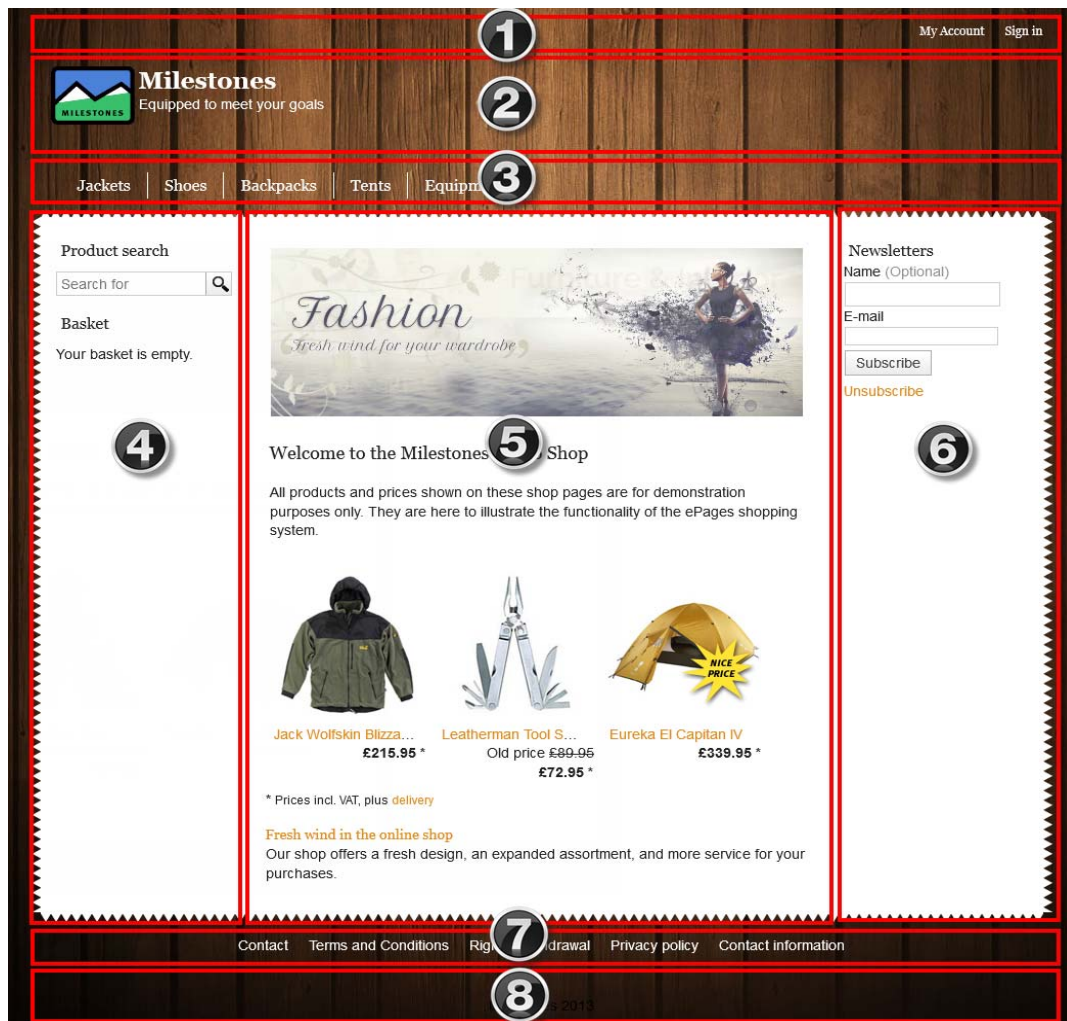 1
My Account Sign in
2
MILESTONES
Milestones
Equipped to meet your goals
3
Jackets Shoes Backpacks Tents
4
Product search
Search for
Basket
Your basket is empty.
5
Fashion
Fresh wind for your wardrobe
Welcome to the Milestones Shop
All products and prices shown on these shop pages are for demonstration
purposes only. They are here to illustrate the functionality of the ePages shopping
system.
NICE
PRICE
Jack Wolfskin Blizza...
£215.95 *
Leatherman Tool S...
Old price £89.95
£72.95 *
Eureka El Capitan IV
£339.95 *
* Prices incl. VAT, plus delivery
Fresh wind in the online shop
Our shop offers a fresh design, an expanded assortment, and more service for your
purchases.
6
Newsletters
Name (Optional)
E-mail
Subscribe
Unsubscribe
7
Contact Terms and Conditions Privacy policy Contact information
8
2013